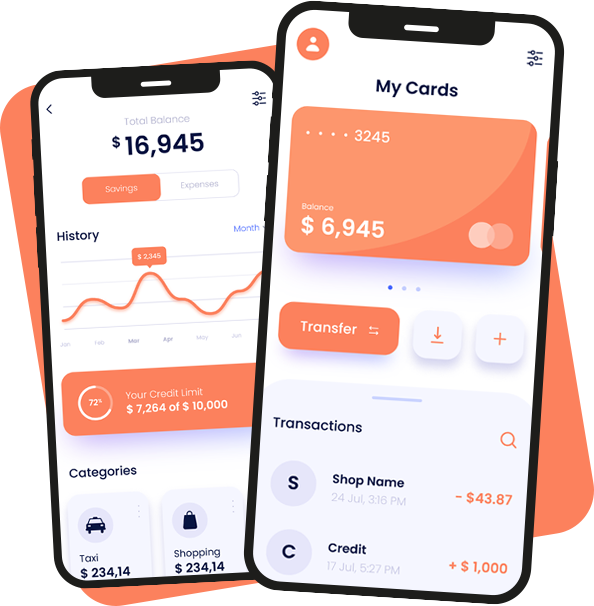 Total Balance
$ 16,945
Savings
Expenses
History
Month
$ 2,345
Jan Feb Mar Apr May Jun
72%
Your Credit Limit
$ 7,264 of $ 10,000
Categories
Taxi
$ 234,14
Shopping
$ 234,14
My Cards
• • • • 3245
Balance
$ 6,945
Transfer
Transactions
S
Shop Name
24 Jul, 3:16 PM
- $43.87
C
Credit
17 Jul, 5:27 PM
+ $ 1,000